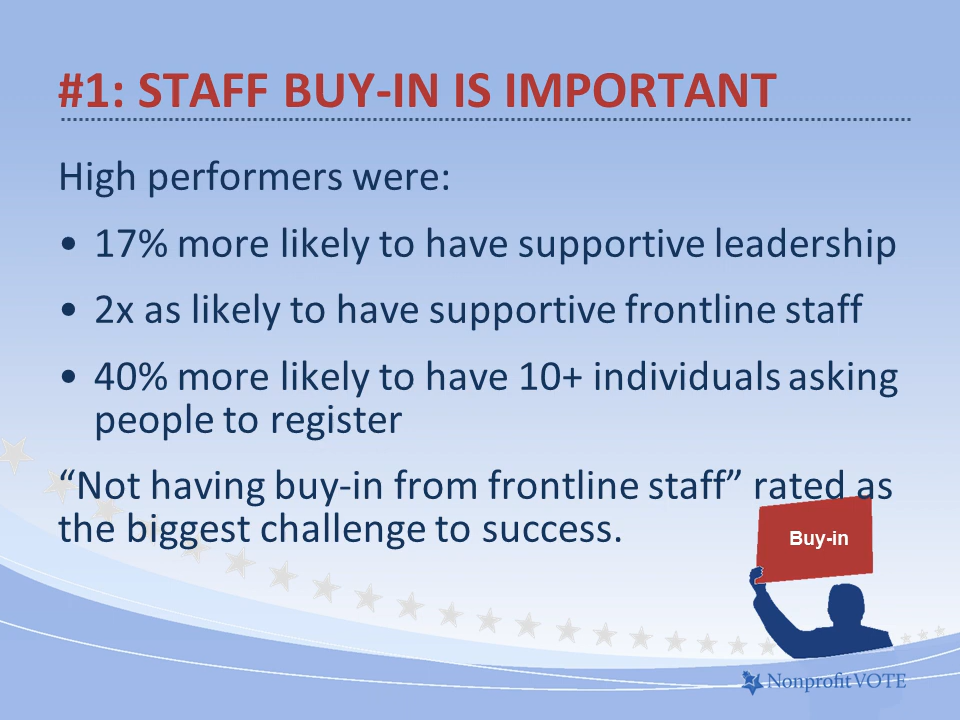 #1: STAFF BUY-IN IS IMPORTANT
High performers were:
• 17% more likely to have supportive leadership
• 2x as likely to have supportive frontline staff
• 40% more likely to have 10+ individuals asking
people to register
“Not having buy-in from frontline staff” rated as
the biggest challenge to success.
Buy-in
NonprofitVOTE